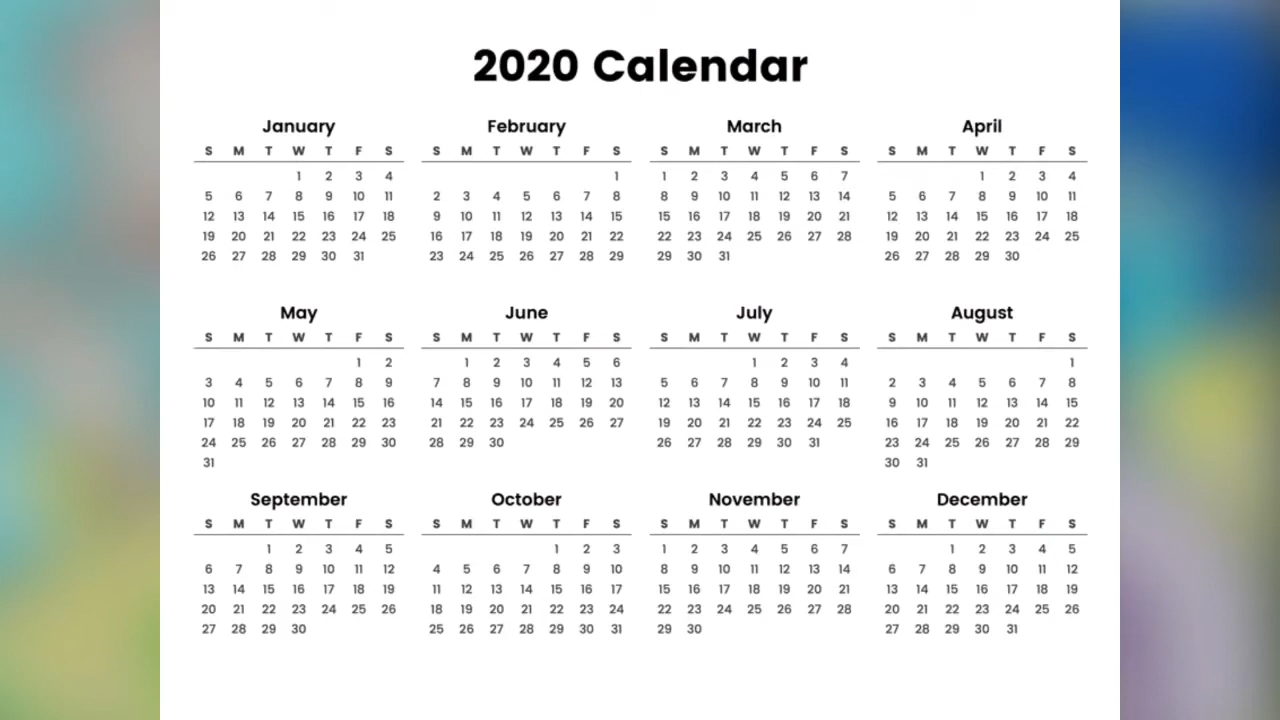 2020 Calendar
January February March April
S M T W T F S S M T W T F S S M T W T F S S M T W T F S
1 2 3 4 1 1 2 3 4 5 6 7 1 2 3 4
5 6 7 8 9 10 11 2 3 4 5 6 7 8 8 9 10 11 12 13 14 5 6 7 8 9 10 11
12 13 14 15 16 17 18 9 10 11 12 13 14 15 15 16 17 18 19 20 21 12 13 14 15 16 17 18
19 20 21 22 23 24 25 16 17 18 19 20 21 22 22 23 24 25 26 27 28 19 20 21 22 23 24 25
26 27 28 29 30 31 23 24 25 26 27 28 29 29 30 31 26 27 28 29 30
May June July August
S M T W T F S S M T W T F S S M T W T F S S M T W T F S
1 2 1 2 3 4 5 6 1 2 3 4 1
3 4 5 6 7 8 9 7 8 9 10 11 12 13 5 6 7 8 9 10 11 2 3 4 5 6 7 8
10 11 12 13 14 15 16 14 15 16 17 18 19 20 12 13 14 15 16 17 18 9 10 11 12 13 14 15
17 18 19 20 21 22 23 21 22 23 24 25 26 27 19 20 21 22 23 24 25 16 17 18 19 20 21 22
24 25 26 27 28 29 30 28 29 30 26 27 28 29 30 31 23 24 25 26 27 28 29
31 30 31
September October November December
S M T W T F S S M T W T F S S M T W T F S S M T W T F S
1 2 3 4 5 1 2 3 1 2 3 4 5 6 7 1 2 3 4 5
6 7 8 9 10 11 12 4 5 6 7 8 9 10 8 9 10 11 12 13 14 6 7 8 9 10 11 12
13 14 15 16 17 18 19 11 12 13 14 15 16 17 15 16 17 18 19 20 21 13 14 15 16 17 18 19
20 21 22 23 24 25 26 18 19 20 21 22 23 24 22 23 24 25 26 27 28 20 21 22 23 24 25 26
27 28 29 30 25 26 27 28 29 30 31 29 30 27 28 29 30 31